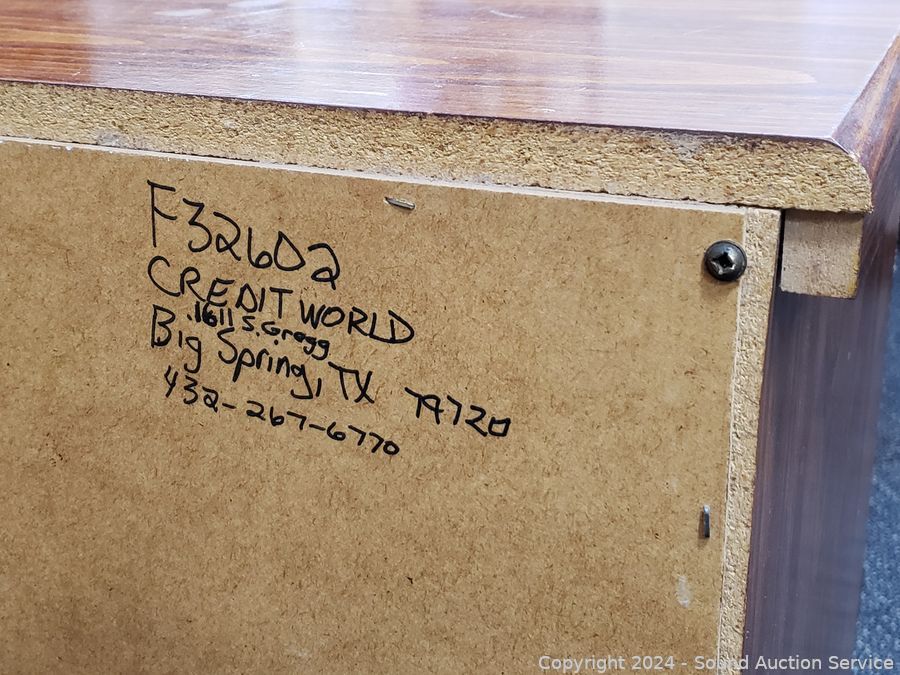 F32602
CREDIT WORLD
.1611 S. Gregg
Big Spring, TX 79720
432-267-6770
Copyright 2024 - Sound Auction Service